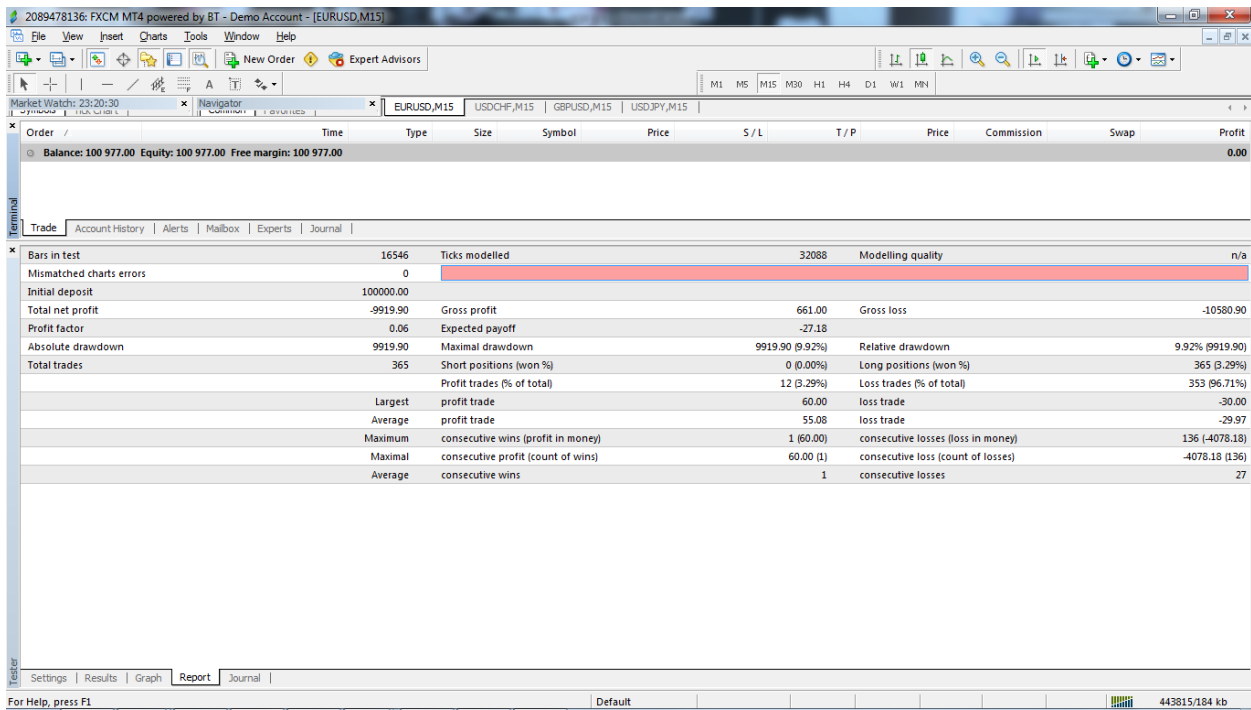 2089478136: FXCM MT4 powered by BT - Demo Account - [EURUSD,M15]
File View Insert Charts Tools Window Help
New Order Expert Advisors
A T M1 M5 M15 M30 H1 H4 D1 W1 MN
Market Watch: 23:20:30 Navigator EURUSD,M15 USDCHF,M15 GBPUSD,M15 USDJPY,M15
Symbols Tick Chart Common Favorites
Order / Time Type Size Symbol Price S / L T / P Price Commission Swap Profit
Balance: 100 977.00 Equity: 100 977.00 Free margin: 100 977.00 0.00
Terminal
Trade Account History Alerts Mailbox Experts Journal
Bars in test 16546 Ticks modelled 32088 Modelling quality n/a
Mismatched charts errors 0
Initial deposit 100000.00
Total net profit -9919.90 Gross profit 661.00 Gross loss -10580.90
Profit factor 0.06 Expected payoff -27.18
Absolute drawdown 9919.90 Maximal drawdown 9919.90 (9.92%) Relative drawdown 9.92% (9919.90)
Total trades 365 Short positions (won %) 0 (0.00%) Long positions (won %) 365 (3.29%)
Profit trades (% of total) 12 (3.29%) Loss trades (% of total) 353 (96.71%)
Largest profit trade 60.00 loss trade -30.00
Average profit trade 55.08 loss trade -29.97
Maximum consecutive wins (profit in money) 1 (60.00) consecutive losses (loss in money) 136 (-4078.18)
Maximal consecutive profit (count of wins) 60.00 (1) consecutive loss (count of losses) -4078.18 (136)
Average consecutive wins 1 consecutive losses 27
Tester
Settings Results Graph Report Journal
For Help, press F1 Default 443815/184 kb